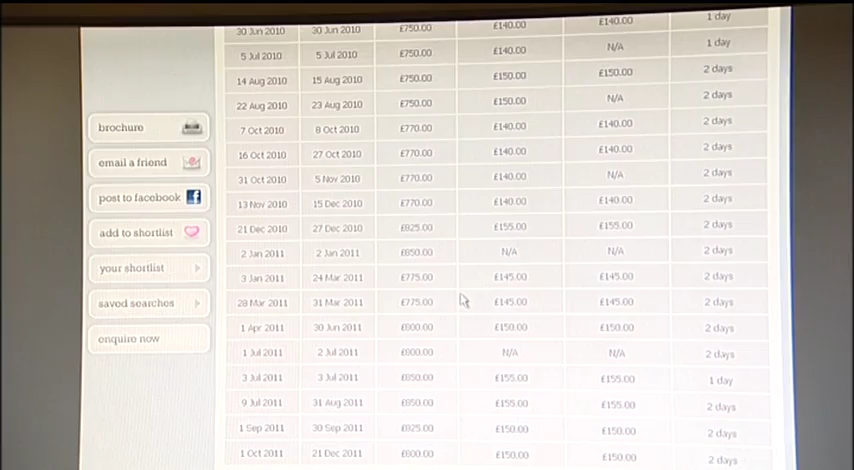 30 Jun 2010 30 Jun 2010 £750.00 £140.00 £140.00 1 day
5 Jul 2010 5 Jul 2010 £750.00 £140.00 N/A 1 day
14 Aug 2010 15 Aug 2010 £750.00 £150.00 £150.00 2 days
22 Aug 2010 23 Aug 2010 £750.00 £150.00 N/A 2 days
brochure 7 Oct 2010 8 Oct 2010 £770.00 £140.00 £140.00 2 days
email a friend 16 Oct 2010 27 Oct 2010 £770.00 £140.00 £140.00 2 days
31 Oct 2010 5 Nov 2010 £770.00 £140.00 N/A 2 days
post to facebook 13 Nov 2010 15 Dec 2010 £770.00 £140.00 £140.00 2 days
add to shortlist 21 Dec 2010 27 Dec 2010 £825.00 £155.00 £155.00 2 days
2 Jan 2011 2 Jan 2011 £850.00 N/A N/A 2 days
your shortlist 3 Jan 2011 24 Mar 2011 £775.00 £145.00 £145.00 2 days
saved searches 28 Mar 2011 31 Mar 2011 £775.00 £145.00 £145.00 2 days
enquire now 1 Apr 2011 30 Jun 2011 £800.00 £150.00 £150.00 2 days
1 Jul 2011 2 Jul 2011 £800.00 N/A N/A 2 days
3 Jul 2011 3 Jul 2011 £850.00 £155.00 £155.00 1 day
9 Jul 2011 31 Aug 2011 £850.00 £155.00 £155.00 2 days
1 Sep 2011 30 Sep 2011 £825.00 £150.00 £150.00 2 days
1 Oct 2011 21 Dec 2011 £800.00 £150.00 £150.00 2 days